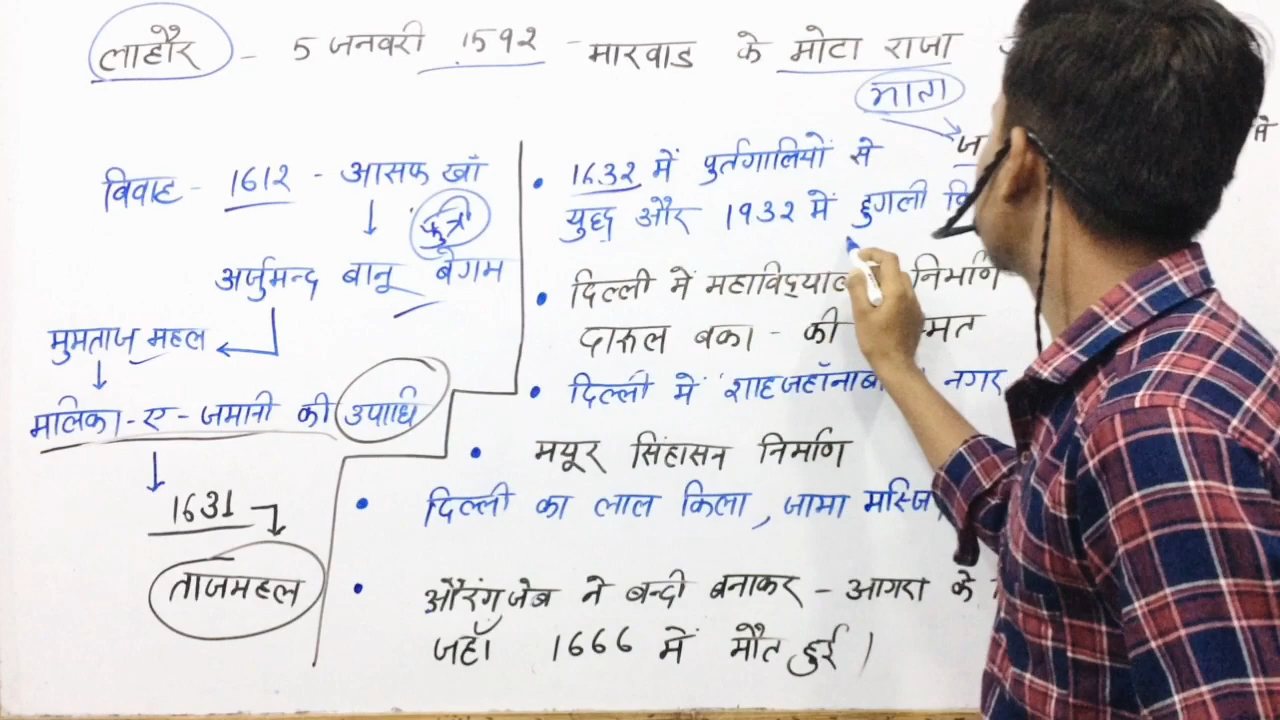 लाहौर - 5 जनवरी 1592 - मारवाड के मोटा राजा
माता
विवाह - 1612 - आसफ खाँ
पुत्री
अर्जुमन्द बानू बेगम
मुमताज महल
मलिका-ए-जमानी की उपाधि
1631
ताजमहल
• 1632 में पुर्तगालियों से
युद्ध और 1932 में हुगली
• दिल्ली में महाविद्याल निर्माण
दारुल बका - की मत
• दिल्ली में 'शाहजहाँनाबा नगर
• मयूर सिंहासन निर्माण
• दिल्ली का लाल किला, जामा मस्जि
• औरंगजेब ने बन्दी बनाकर - आगरा के
जहाँ 1666 में मौत हुई।